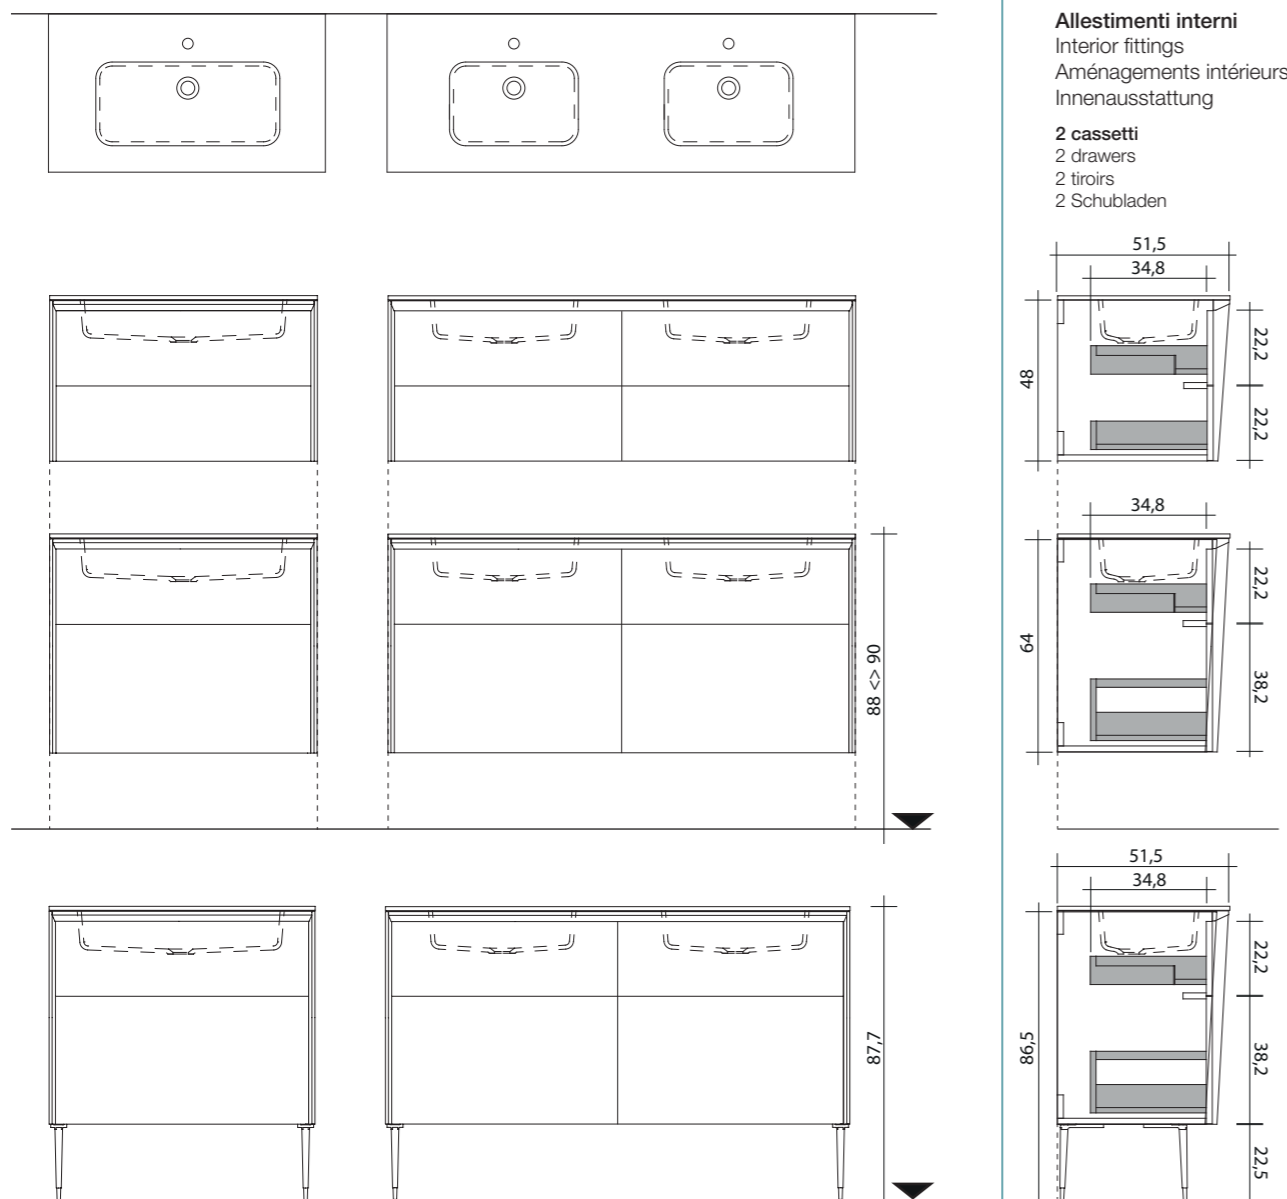 Allestimenti interni
Interior fittings
Aménagements intérieurs
Innenausstattung
2 cassetti
2 drawers
2 tiroirs
2 Schubladen
51,5
34,8
22,2
48
22,2
34,8
22,2
64
38,2
88 <> 90
51,5
34,8
22,2
87,7
86,5
38,2
22,5